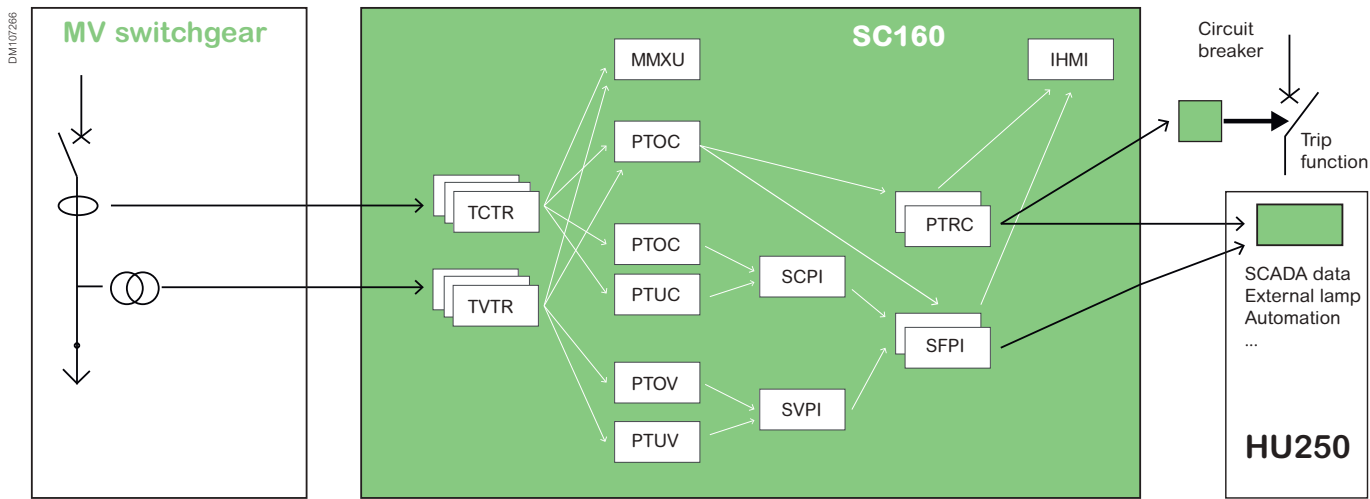 DM107266
MV switchgear
SC160
MMXU
IHMI
Circuit
breaker
PTOC
Trip
function
TCTR
PTRC
PTOC
SCPI
PTUC
TVTR
SCADA data
External lamp
Automation
...
SFPI
PTOV
SVPI
PTUV
HU250